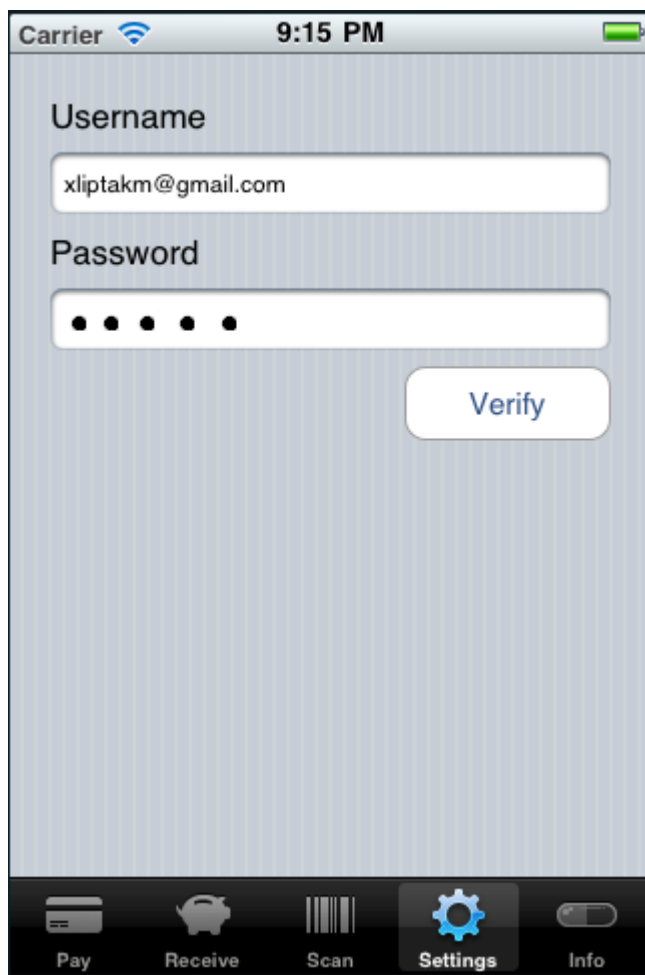 Carrier 9:15 PM
Username
xliptakm@gmail.com
Password
•••••
Verify
Pay Receive Scan Settings Info